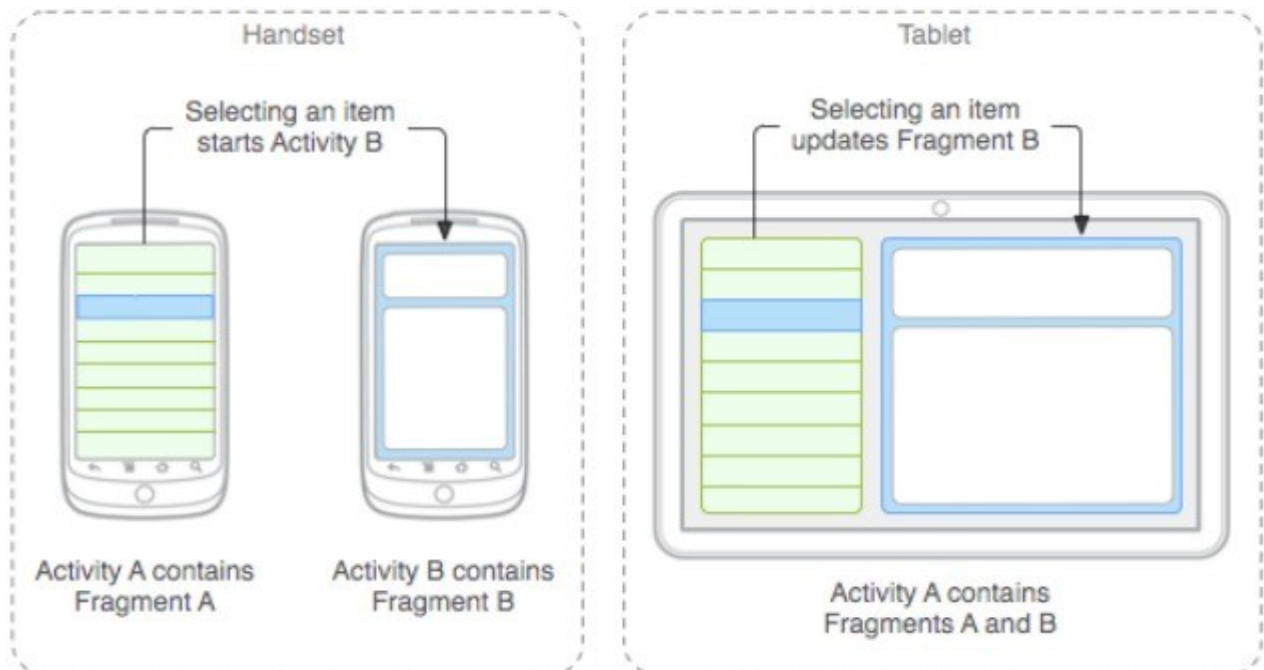 Handset
Selecting an item
starts Activity B
Activity A contains
Fragment A
Activity B contains
Fragment B
Tablet
Selecting an item
updates Fragment B
Activity A contains
Fragments A and B